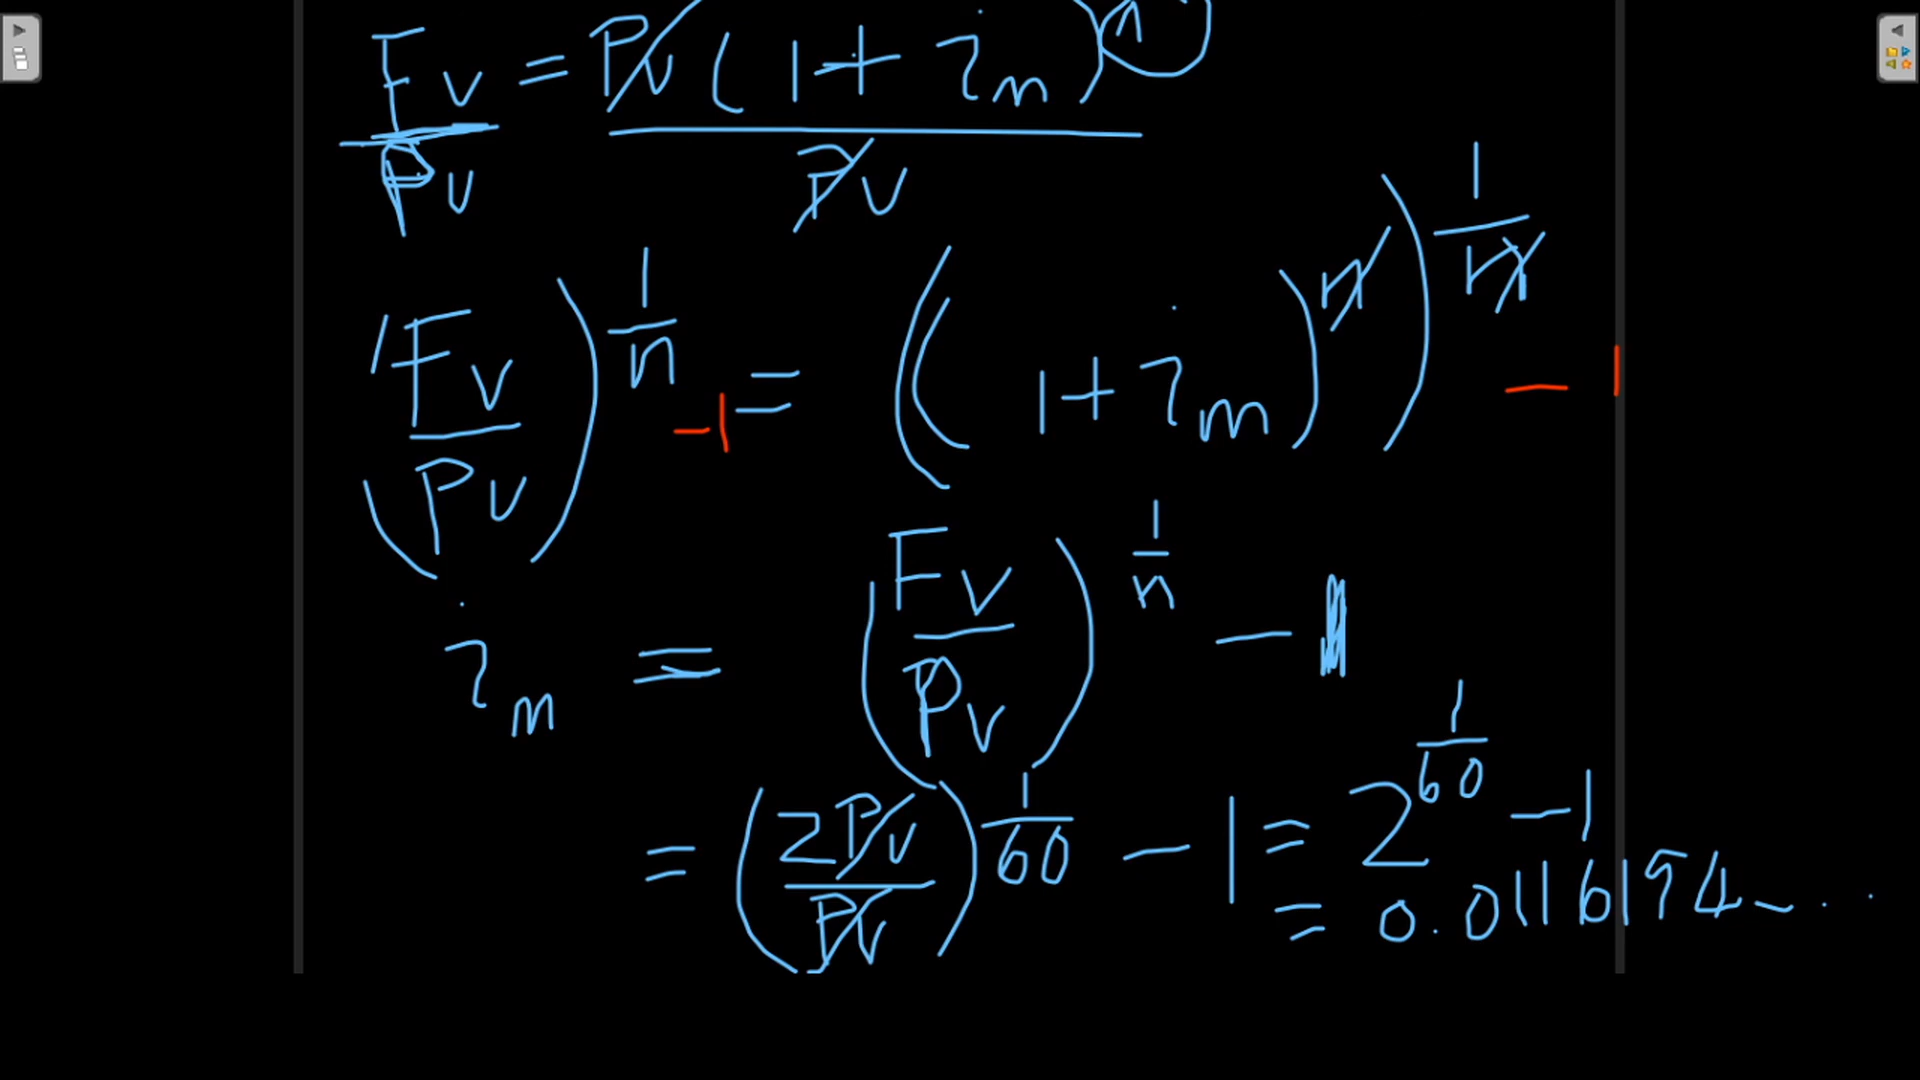 Fv/Pv = Pv(1 + im)^n/Pv
(Fv/Pv)^1/n -1 = ((1 + im)^n)^1/n - 1
im = (Fv/Pv)^1/n - 1
= (2Pv/Pv)^1/60 - 1 = 2^1/60 - 1
= 0.0116194 ~ ...